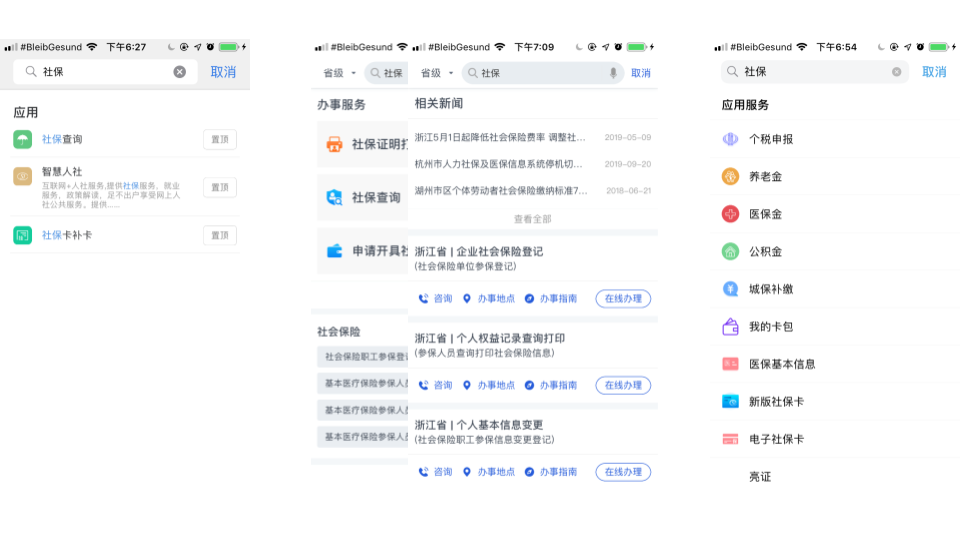 #BleibGesund 下午6:27
社保
取消
应用
社保查询
置顶
智慧人社
互联网+人社服务,提供社保服务，就业
服务，政策解读，足不出户享受网上人
社公共服务。提供......
置顶
社保卡补卡
置顶
#BleibGesund
省级
社保
办事服务
社保证明打
社保查询
申请开具社
社会保险
社会保险职工参保登记
基本医疗保险参保人员
基本医疗保险参保人员
基本医疗保险参保人员
#BleibGesund 下午7:09
省级
社保
取消
相关新闻
浙江5月1日起降低社会保险费率 调整社... 2019-05-09
杭州市人力社保及医保信息系统停机切... 2019-09-20
湖州市区个体劳动者社会保险缴纳标准7... 2018-06-21
查看全部
浙江省 | 企业社会保险登记
(社会保险单位参保登记)
咨询 办事地点 办事指南 在线办理
浙江省 | 个人权益记录查询打印
(参保人员查询打印社会保险信息)
咨询 办事地点 办事指南 在线办理
浙江省 | 个人基本信息变更
(社会保险职工参保信息变更登记)
咨询 办事地点 办事指南 在线办理
#BleibGesund 下午6:54
社保
取消
应用服务
个税申报
养老金
医保金
公积金
城保补缴
我的卡包
医保基本信息
新版社保卡
电子社保卡
亮证